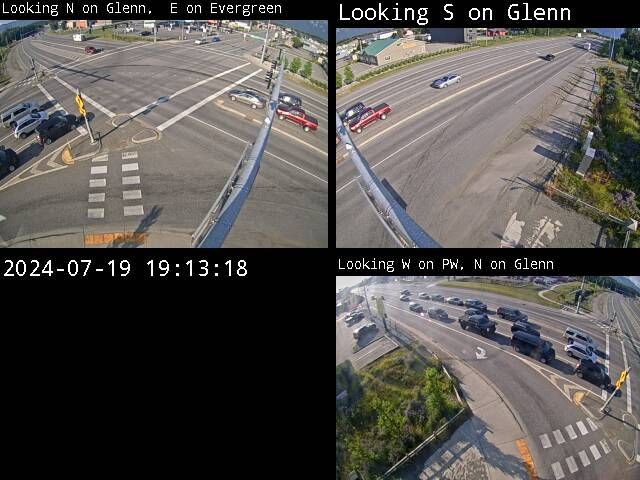 Looking N on Glenn, E on Evergreen
Looking S on Glenn
2024-07-19 19:13:18
Looking W on PW, N on Glenn